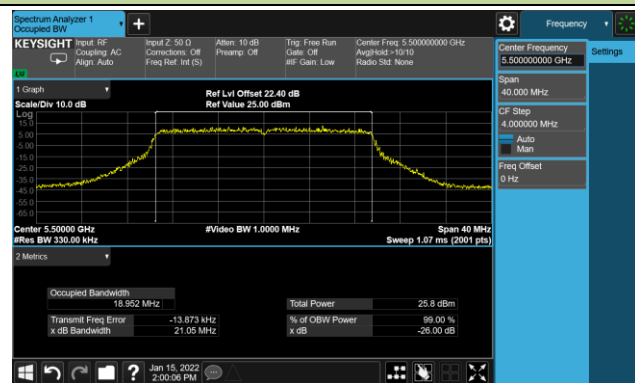 Spectrum Analyzer 1
Occupied BW
KEYSIGHT
Input: RF
Coupling: AC
Align: Auto
Input Z: 50 Ω
Corrections: Off
Freq Ref: Int (S)
Atten: 10 dB
Preamp: Off
Trig: Free Run
Gate: Off
#IF Gain: Low
Center Freq: 5.500000000 GHz
Avg|Hold:>10/10
Radio Std: None
1 Graph
Scale/Div 10.0 dB
Ref Lvl Offset 22.40 dB
Ref Value 25.00 dBm
Log
15.0
5.00
-5.00
-15.0
-25.0
-35.0
-45.0
-55.0
-65.0
Center 5.50000 GHz
#Res BW 330.00 kHz
#Video BW 1.0000 MHz
Span 40 MHz
Sweep 1.07 ms (2001 pts)
2 Metrics
Occupied Bandwidth
18.952 MHz
Total Power 25.8 dBm
Transmit Freq Error -13.873 kHz
% of OBW Power 99.00 %
x dB Bandwidth 21.05 MHz
x dB -26.00 dB
Jan 15, 2022
2:00:06 PM
Frequency
Settings
Center Frequency
5.500000000 GHz
Span
40.000 MHz
CF Step
4.000000 MHz
Auto
Man
Freq Offset
0 Hz